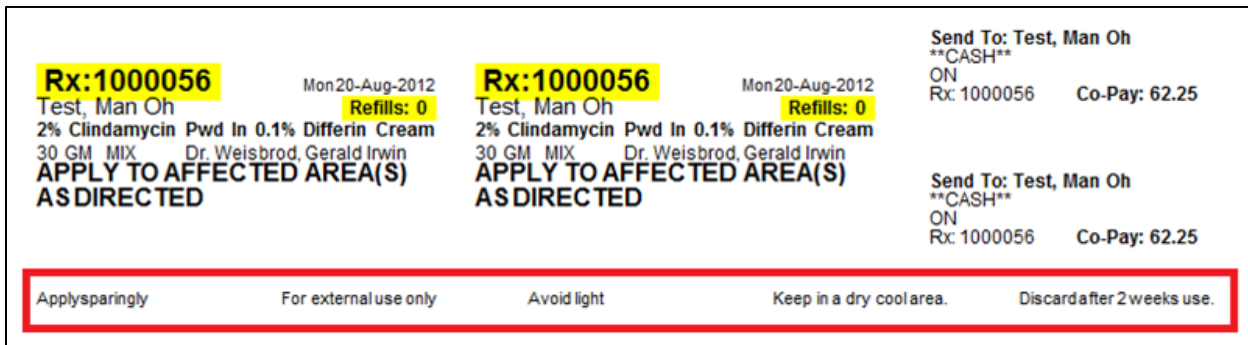 Rx:1000056 Mon20-Aug-2012
Test, Man Oh Refills: 0
2% Clindamycin Pwd In 0.1% Differin Cream
30 GM MIX Dr. Weisbrod, Gerald Irwin
APPLY TO AFFECTED AREA(S)
ASDIRECTED
Rx:1000056 Mon20-Aug-2012
Test, Man Oh Refills: 0
2% Clindamycin Pwd In 0.1% Differin Cream
30 GM MIX Dr. Weisbrod, Gerald Irwin
APPLY TO AFFECTED AREA(S)
ASDIRECTED
Send To: Test, Man Oh
**CASH**
ON
Rx: 1000056 Co-Pay: 62.25
Send To: Test, Man Oh
**CASH**
ON
Rx: 1000056 Co-Pay: 62.25
Applysparingly For external use only Avoid light Keep in a dry cool area. Discard after 2 weeks use.